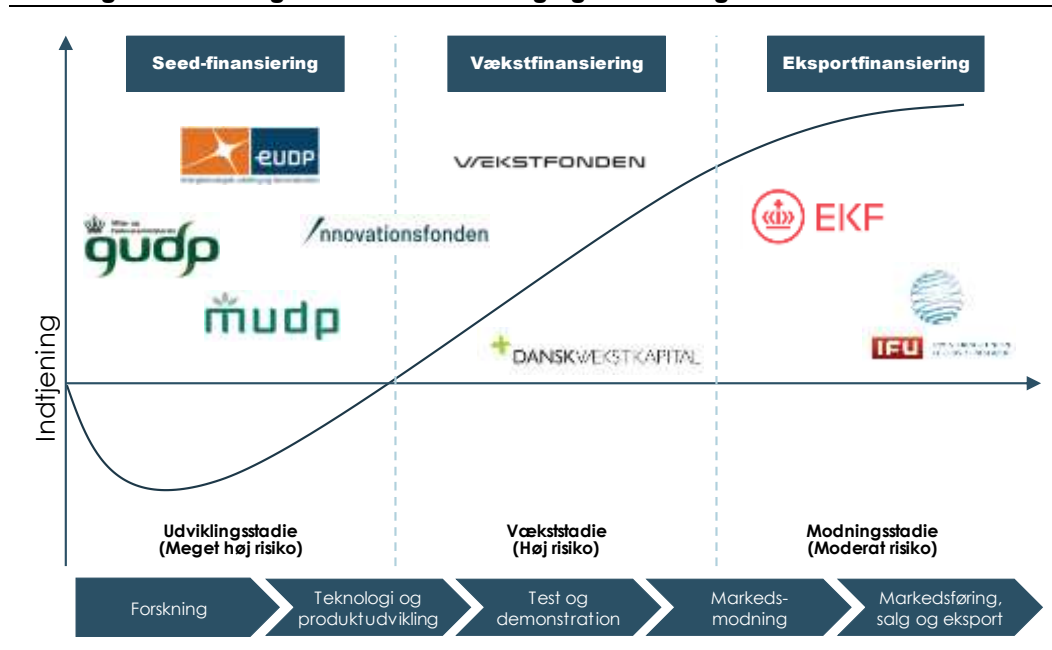 Seed-finansiering
Vækstfinansiering
Eksportfinansiering
eUDP
VÆKSTFONDEN
EKF
gudp
Innovationsfonden
mudp
DANSKVÆKSTKAPITAL
IFU
Indtjening
Udviklingsstadie
(Meget høj risiko)
Vækststadie
(Høj risiko)
Modningsstadie
(Moderat risiko)
Forskning
Teknologi og
produktudvikling
Test og
demonstration
Markeds-
modning
Markedsføring,
salg og eksport